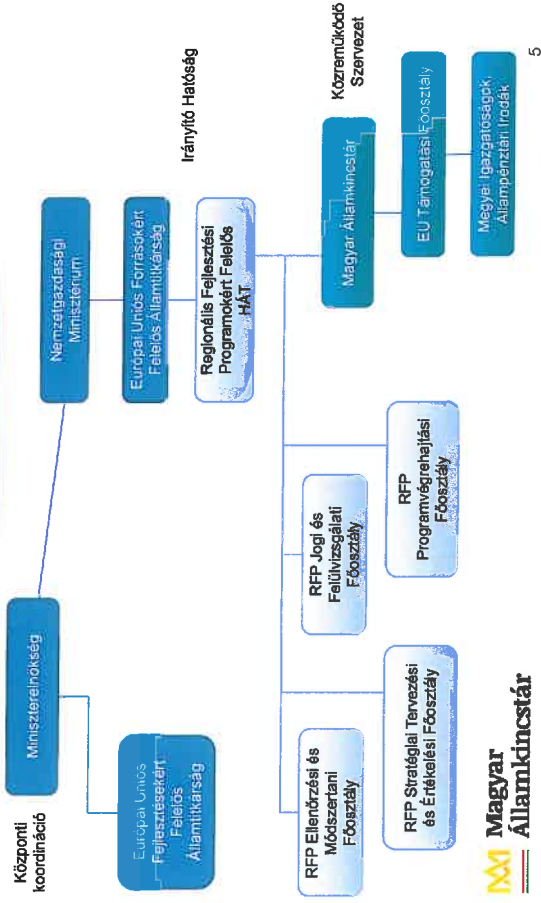 Központi
koordináció
Miniszterelnökség
Európai Uniós
Fejlesztésekért
Felelős
Államtitkárság
Nemzetgazdasági
Minisztérium
Európai Uniós Forrásokért
Felelős Államtitkárság
Regionális Fejlesztési
Programokért Felelős
HÁT
Irányító Hatóság
RFP Ellenőrzési és
Módszertani
Főosztály
RFP Jogi és
Felülvizsgálati
Főosztály
RFP Stratégiai Tervezési
és Értékelési Főosztály
RFP
Programvégrehajtási
Főosztály
Közreműködő
Szervezet
Magyar Államkincstár
EU Támogatási Főosztály
Megyei Igazgatóságok,
Állampénztári Irodák
Magyar
Államkincstár
5